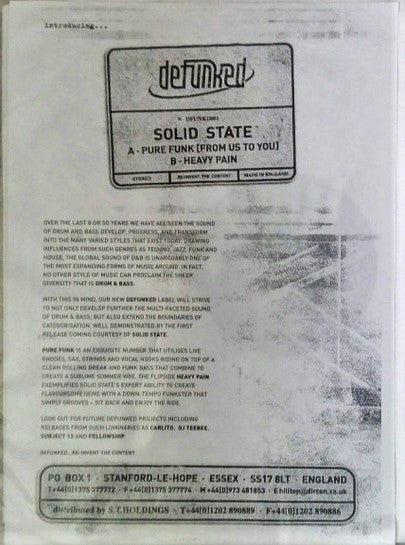 introducing...
defunked
DFUNKD001
SOLID STATE
A - PURE FUNK [FROM US TO YOU]
B - HEAVY PAIN
STEREO RE-INVENT THE CONTENT MADE IN ENGLAND
OVER THE LAST 8 OR SO YEARS WE HAVE ALL SEEN THE SOUND
OF DRUM AND BASS DEVELOP, PROGRESS, AND TRANSFORM
INTO THE MANY VARIED STYLES THAT EXIST TODAY. DRAWING
INFLUENCES FROM SUCH GENRES AS TECHNO, JAZZ, FUNK AND
HOUSE, THE GLOBAL SOUND OF D&B IS UNARGUABLY ONE OF
THE MOST EXPANDING FORMS OF MUSIC AROUND. IN FACT,
NO OTHER STYLE OF MUSIC CAN PROCLAIM THE SHEER
DIVERSITY THAT IS DRUM & BASS.
WITH THIS IN MIND, OUR NEW DEFUNKED LABEL WILL STRIVE
TO NOT ONLY DEVELOP FURTHER THE MULTI-FACETED SOUND
OF DRUM & BASS, BUT ALSO EXTEND THE BOUNDARIES OF
CATEGORISATION. WELL DEMONSTRATED BY THE FIRST
RELEASE COMING COURTESY OF SOLID STATE.
PURE FUNK IS AN EXQUISITE NUMBER THAT UTILISES LIVE
RHODES, SAX, STRINGS AND VOCAL HOOKS RIDING ON TOP OF A
CLEAN ROLLING BREAK AND FUNK BASS THAT COMBINE TO
CREATE A SUBLIME SUMMER VIBE. THE FLIPSIDE HEAVY PAIN
EXEMPLIFIES SOLID STATE'S EXPERT ABILITY TO CREATE
FLAVOURSOME GEMS WITH A DOWN-TEMPO FUNKSTER THAT
SIMPLY GROOVES - SIT BACK AND ENJOY THE RIDE.
LOOK OUT FOR FUTURE DEFUNKED PROJECTS INCLUDING
RELEASES FROM SUCH LUMINARIES AS CARLITO, DJ TEEBEE,
SUBJECT 13 AND FELLOWSHIP.
DEFUNKED...RE-INVENT THE CONTENT
PO BOX 1 · STANFORD-LE-HOPE · ESSEX · SS17 8LT · ENGLAND
T+44[0]1375 377772 · F+44[0]1375 377774 · M+44[0]973 481853 · E hilltop@dircon.co.uk
distributed by S.T.HOLDINGS · T+44[0]1202 890889 · F+44[0]1202 890886